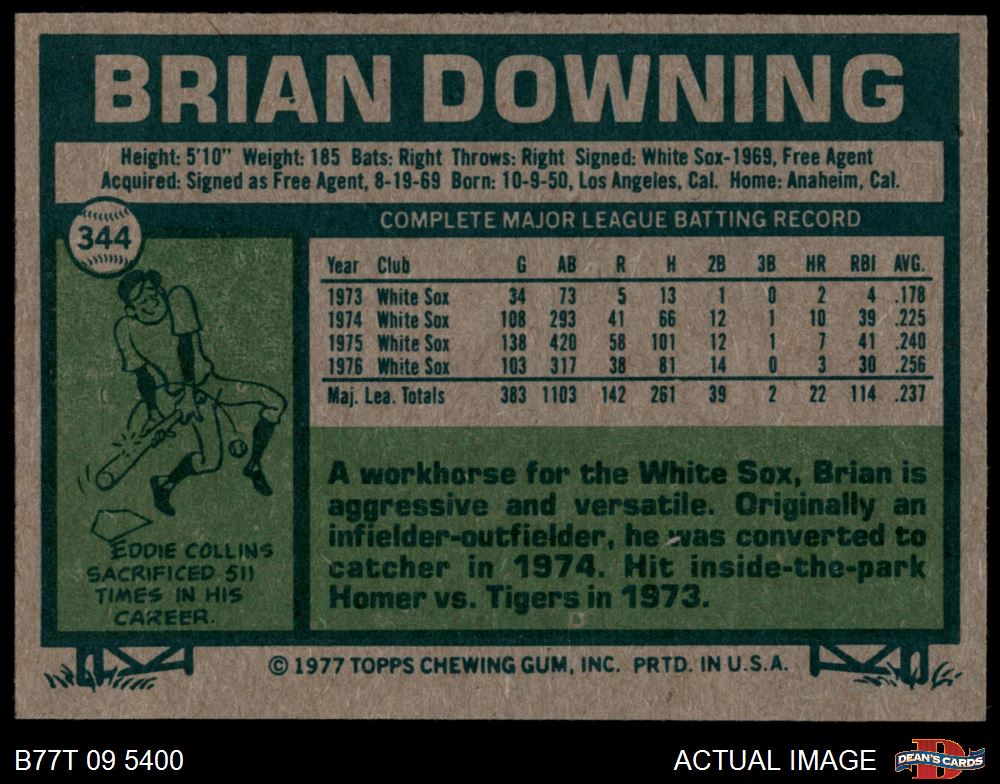 BRIAN DOWNING
Height: 5'10" Weight: 185 Bats: Right Throws: Right Signed: White Sox-1969, Free Agent
Acquired: Signed as Free Agent, 8-19-69 Born: 10-9-50, Los Angeles, Cal. Home: Anaheim, Cal.
344
COMPLETE MAJOR LEAGUE BATTING RECORD
Year Club G AB R H 2B 3B HR RBI AVG.
1973 White Sox 34 73 5 13 1 0 2 4 .178
1974 White Sox 108 293 41 66 12 1 10 39 .225
1975 White Sox 138 420 58 101 12 1 7 41 .240
1976 White Sox 103 317 38 81 14 0 3 30 .256
Maj. Lea. Totals 383 1103 142 261 39 2 22 114 .237
EDDIE COLLINS
SACRIFICED 511
TIMES IN HIS
CAREER.
A workhorse for the White Sox, Brian is
aggressive and versatile. Originally an
infielder-outfielder, he was converted to
catcher in 1974. Hit inside-the-park
Homer vs. Tigers in 1973.
© 1977 TOPPS CHEWING GUM, INC. PRTD. IN U.S.A.
B77T 09 5400
ACTUAL IMAGE
D
DEAN'S CARDS